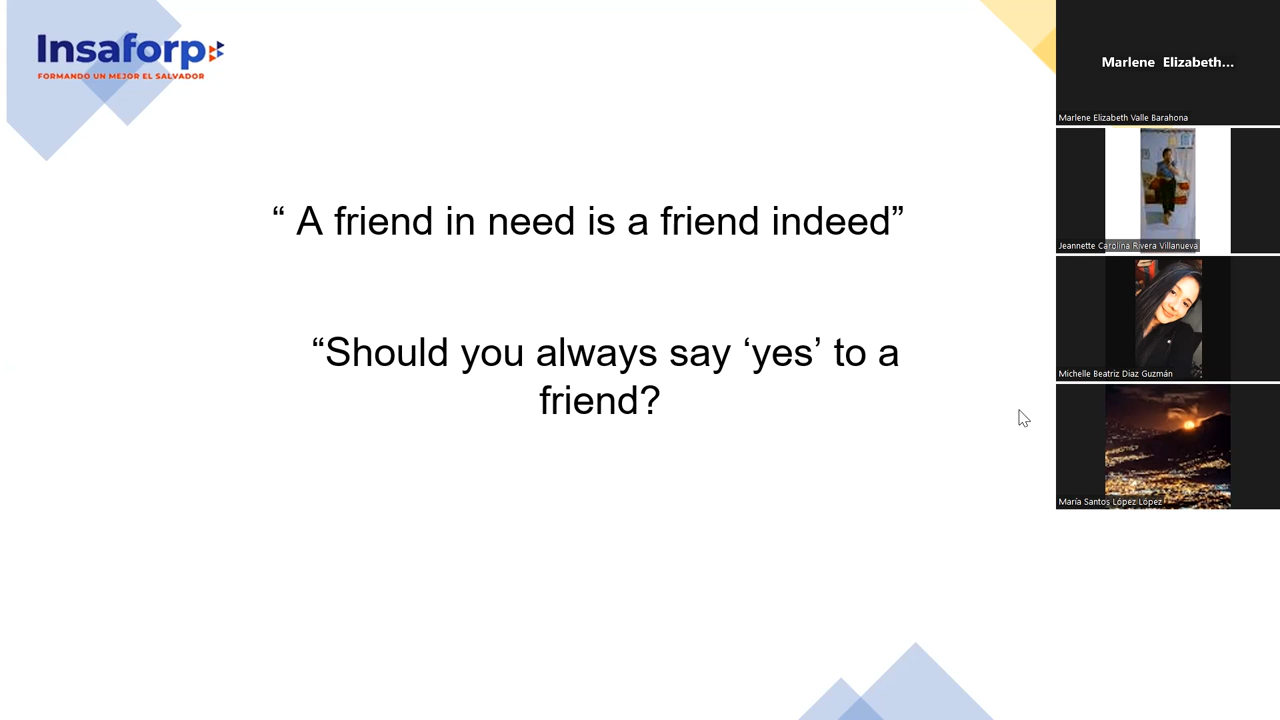 Insaforp
FORMANDO UN MEJOR EL SALVADOR
“ A friend in need is a friend indeed”
“Should you always say ‘yes’ to a
friend?
Marlene Elizabeth...
Marlene Elizabeth Valle Barahona
Jeannette Carolina Rivera Villanueva
Michelle Beatriz Diaz Guzmán
María Santos López López